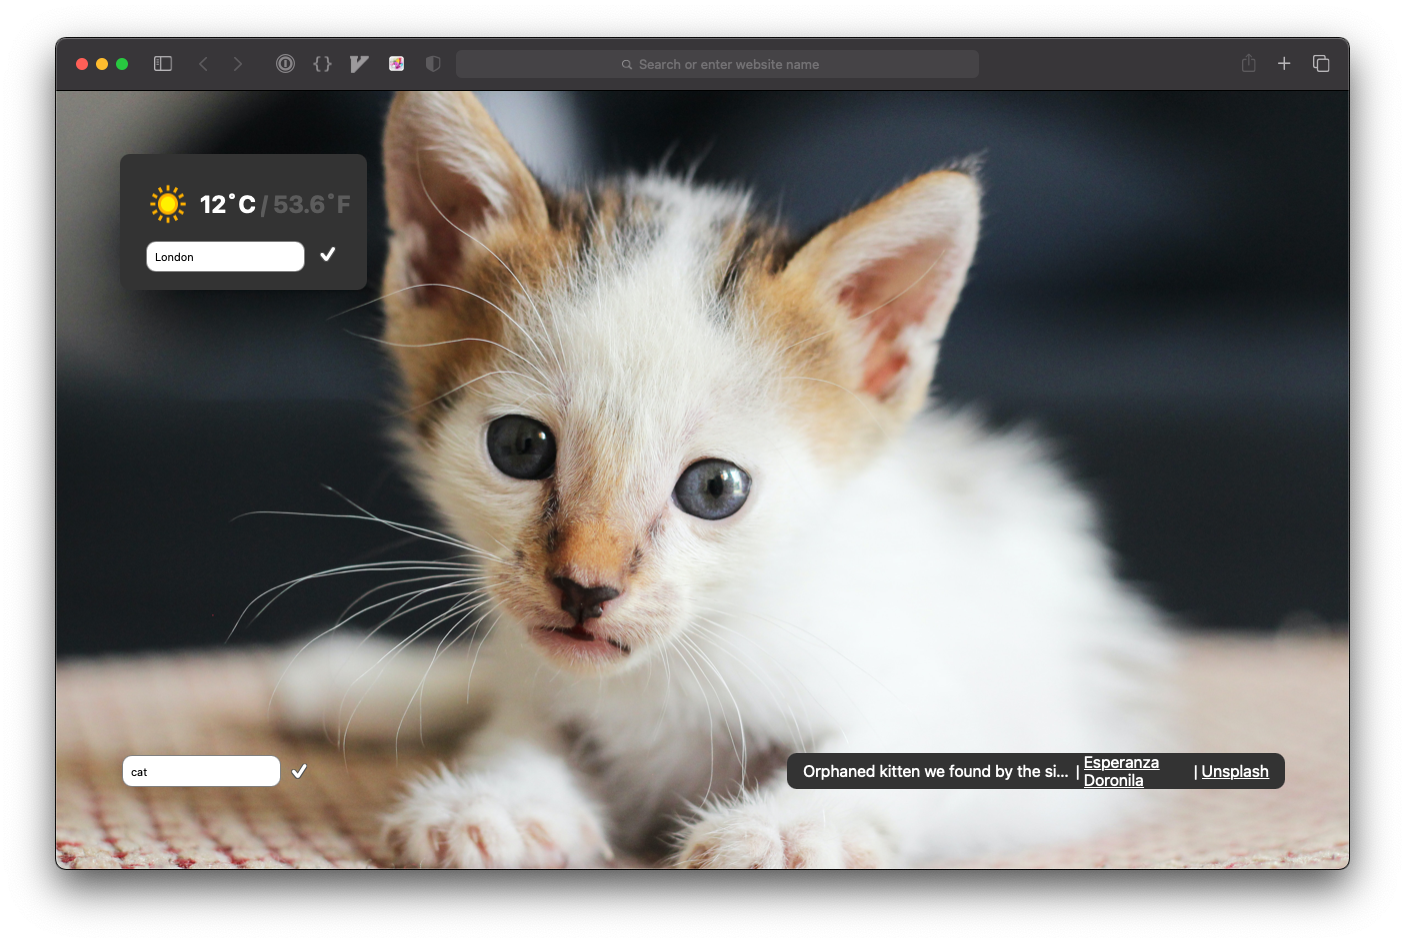 Search or enter website name
12°C / 53.6°F
London
cat
Orphaned kitten we found by the si... | Esperanza Doronila | Unsplash